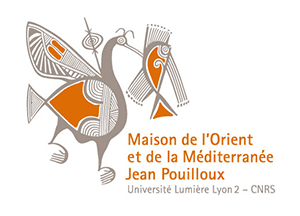 Maison de l'Orient
et de la Méditerranée
Jean Pouilloux
Université Lumière Lyon 2 – CNRS